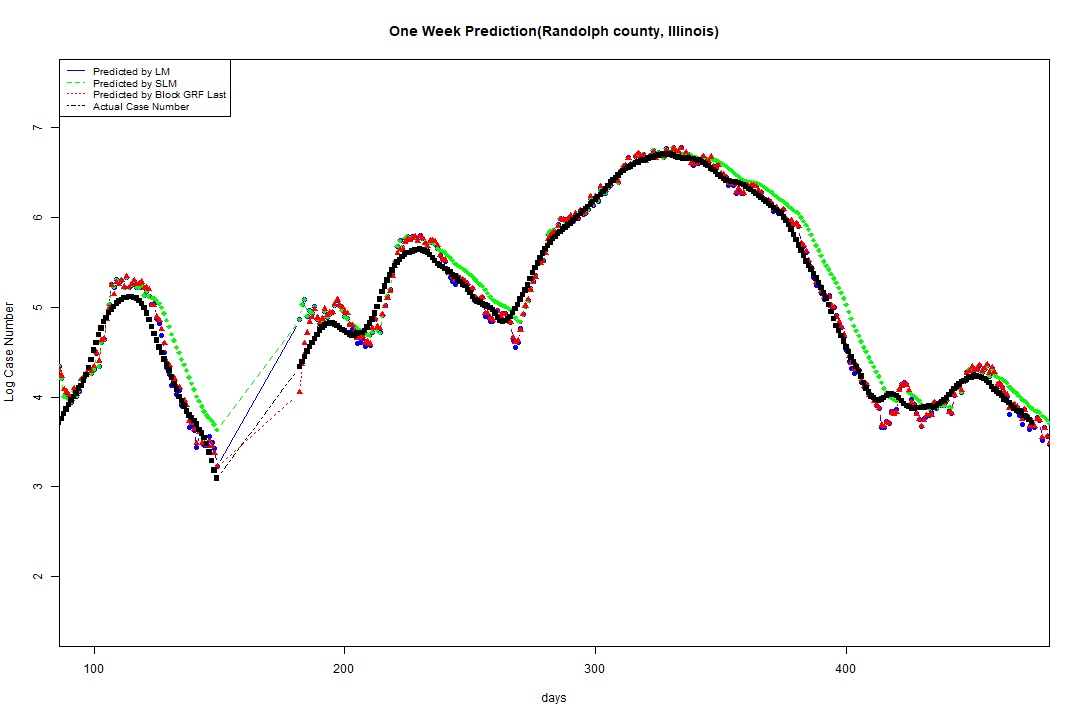 One Week Prediction(Randolph county, Illinois)
Predicted by LM
Predicted by SLM
Predicted by Block GRF Last
Actual Case Number
Log Case Number
7
6
5
4
3
2
100
200
300
400
days